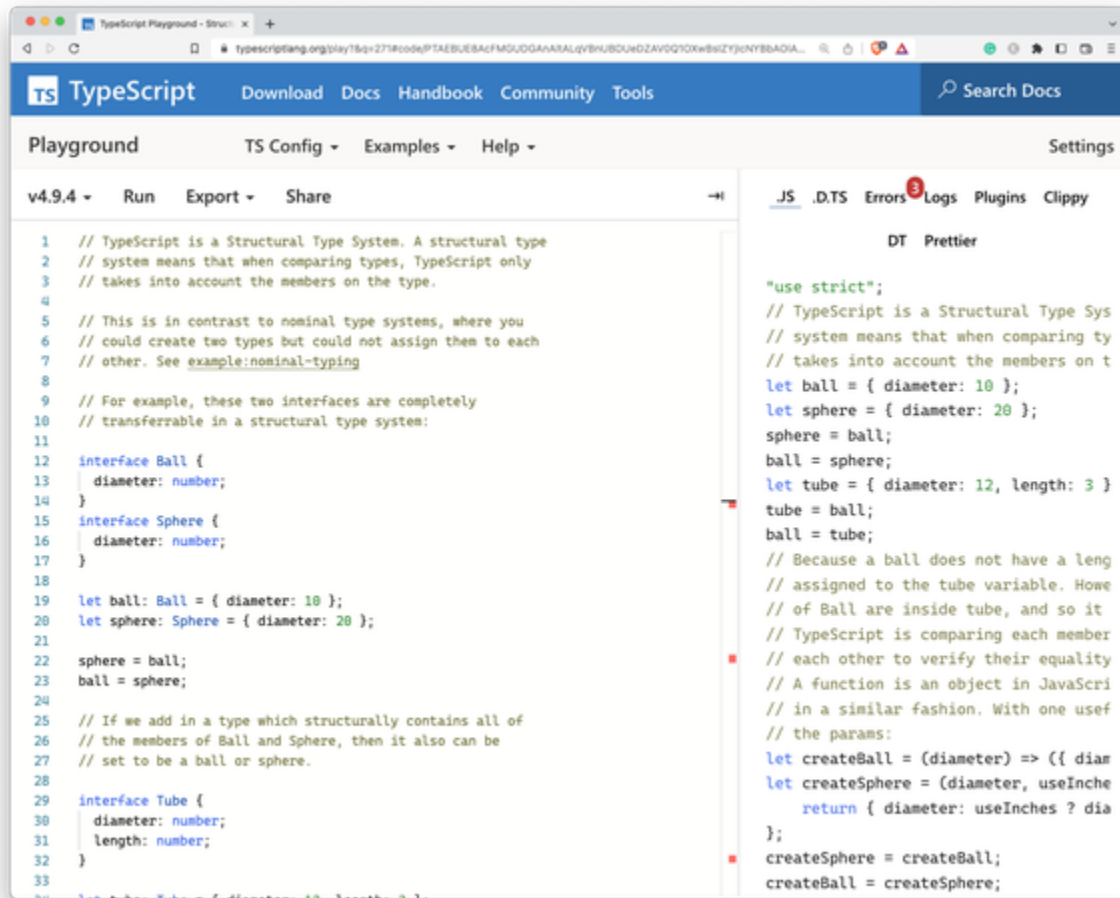 TypeScript Playground - Struc
typescriptlang.org/play?&q=271#code/
TS TypeScript Download Docs Handbook Community Tools Search Docs
Playground TS Config Examples Help Settings
v4.9.4 Run Export Share
1 // TypeScript is a Structural Type System. A structural type
2 // system means that when comparing types, TypeScript only
3 // takes into account the members on the type.
4
5 // This is in contrast to nominal type systems, where you
6 // could create two types but could not assign them to each
7 // other. See example:nominal-typing
8
9 // For example, these two interfaces are completely
10 // transferrable in a structural type system:
11
12 interface Ball {
13 diameter: number;
14 }
15 interface Sphere {
16 diameter: number;
17 }
18
19 let ball: Ball = { diameter: 10 };
20 let sphere: Sphere = { diameter: 20 };
21
22 sphere = ball;
23 ball = sphere;
24
25 // If we add in a type which structurally contains all of
26 // the members of Ball and Sphere, then it also can be
27 // set to be a ball or sphere.
28
29 interface Tube {
30 diameter: number;
31 length: number;
32 }
33
.JS .D.TS Errors 3 Logs Plugins Clippy
DT Prettier
"use strict";
// TypeScript is a Structural Type Sys
// system means that when comparing ty
// takes into account the members on t
let ball = { diameter: 10 };
let sphere = { diameter: 20 };
sphere = ball;
ball = sphere;
let tube = { diameter: 12, length: 3 }
tube = ball;
ball = tube;
// Because a ball does not have a leng
// assigned to the tube variable. Howe
// of Ball are inside tube, and so it
// TypeScript is comparing each member
// each other to verify their equality
// A function is an object in JavaScri
// in a similar fashion. With one usef
// the params:
let createBall = (diameter) => ({ diam
let createSphere = (diameter, useInche
return { diameter: useInches ? dia
};
createSphere = createBall;
createBall = createSphere;